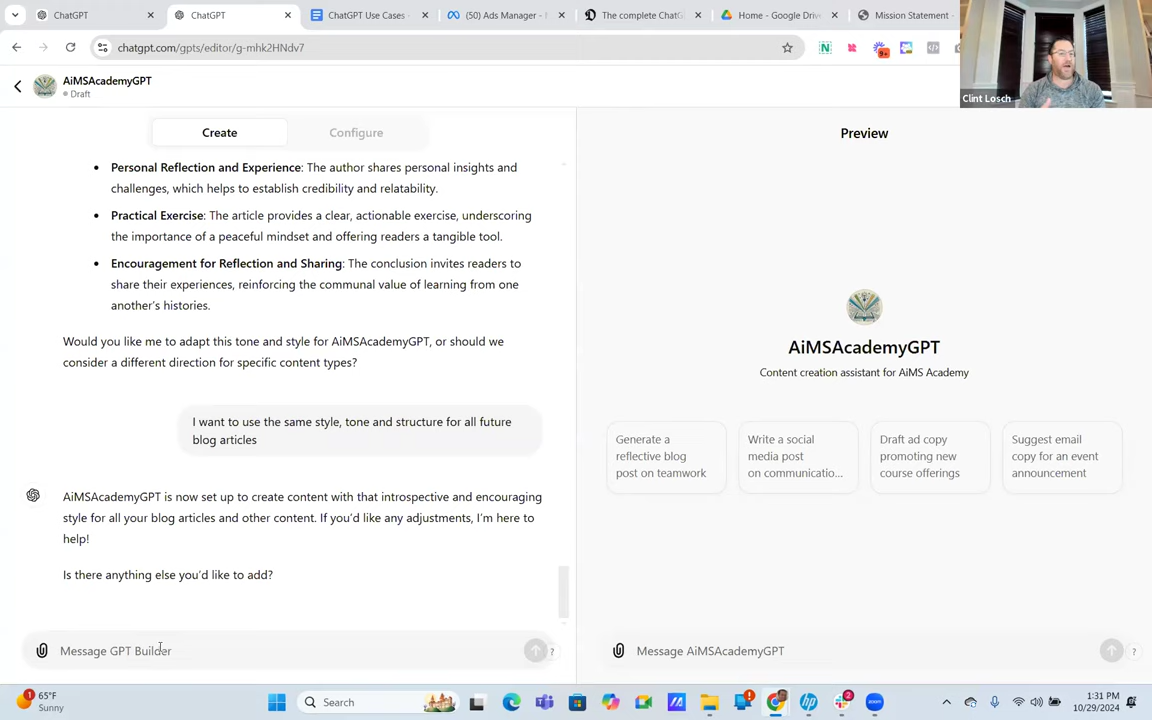 ChatGPT
ChatGPT
ChatGPT Use Cases -
(50) Ads Manager -
The complete ChatG
Home - Google Driv
Mission Statement -
chatgpt.com/gpts/editor/g-mhk2HNdv7
9+
Clint Losch
AiMSAcademyGPT
Draft
Create
Configure
Preview
Personal Reflection and Experience: The author shares personal insights and
challenges, which helps to establish credibility and relatability.
Practical Exercise: The article provides a clear, actionable exercise, underscoring
the importance of a peaceful mindset and offering readers a tangible tool.
Encouragement for Reflection and Sharing: The conclusion invites readers to
share their experiences, reinforcing the communal value of learning from one
another's histories.
Would you like me to adapt this tone and style for AiMSAcademyGPT, or should we
consider a different direction for specific content types?
I want to use the same style, tone and structure for all future
blog articles
AiMSAcademyGPT is now set up to create content with that introspective and encouraging
style for all your blog articles and other content. If you'd like any adjustments, I'm here to
help!
Is there anything else you'd like to add?
Message GPT Builder
?
AiMSAcademyGPT
Content creation assistant for AiMS Academy
Generate a
reflective blog
post on teamwork
Write a social
media post
on communicatio...
Draft ad copy
promoting new
course offerings
Suggest email
copy for an event
announcement
Message AiMSAcademyGPT
?
1
65°F
Sunny
Search
1
2
zoom
1:31 PM
10/29/2024